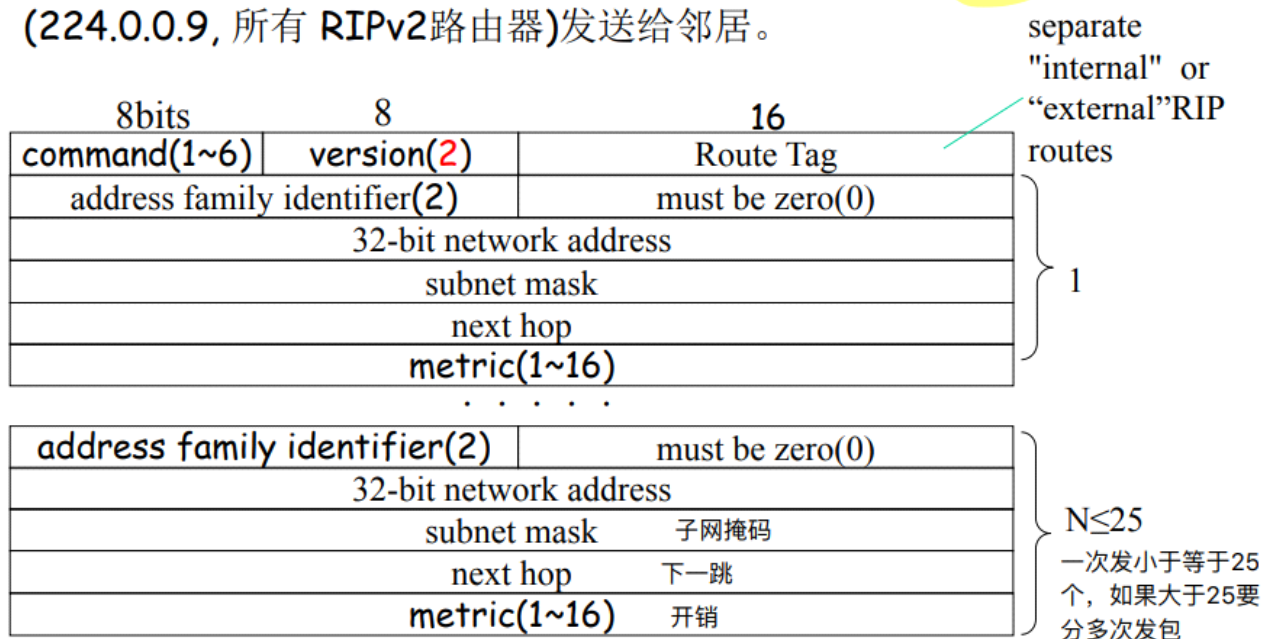 (224.0.0.9, 所有 RIPv2路由器)发送给邻居。
separate
"internal" or
“external”RIP
routes
8bits 8 16
command(1~6) version(2) Route Tag
address family identifier(2) must be zero(0)
32-bit network address
subnet mask
next hop
metric(1~16)
1
. . . . .
address family identifier(2) must be zero(0)
32-bit network address
subnet mask 子网掩码
next hop 下一跳
metric(1~16) 开销
N≤25
一次发小于等于25
个，如果大于25要
分多次发包